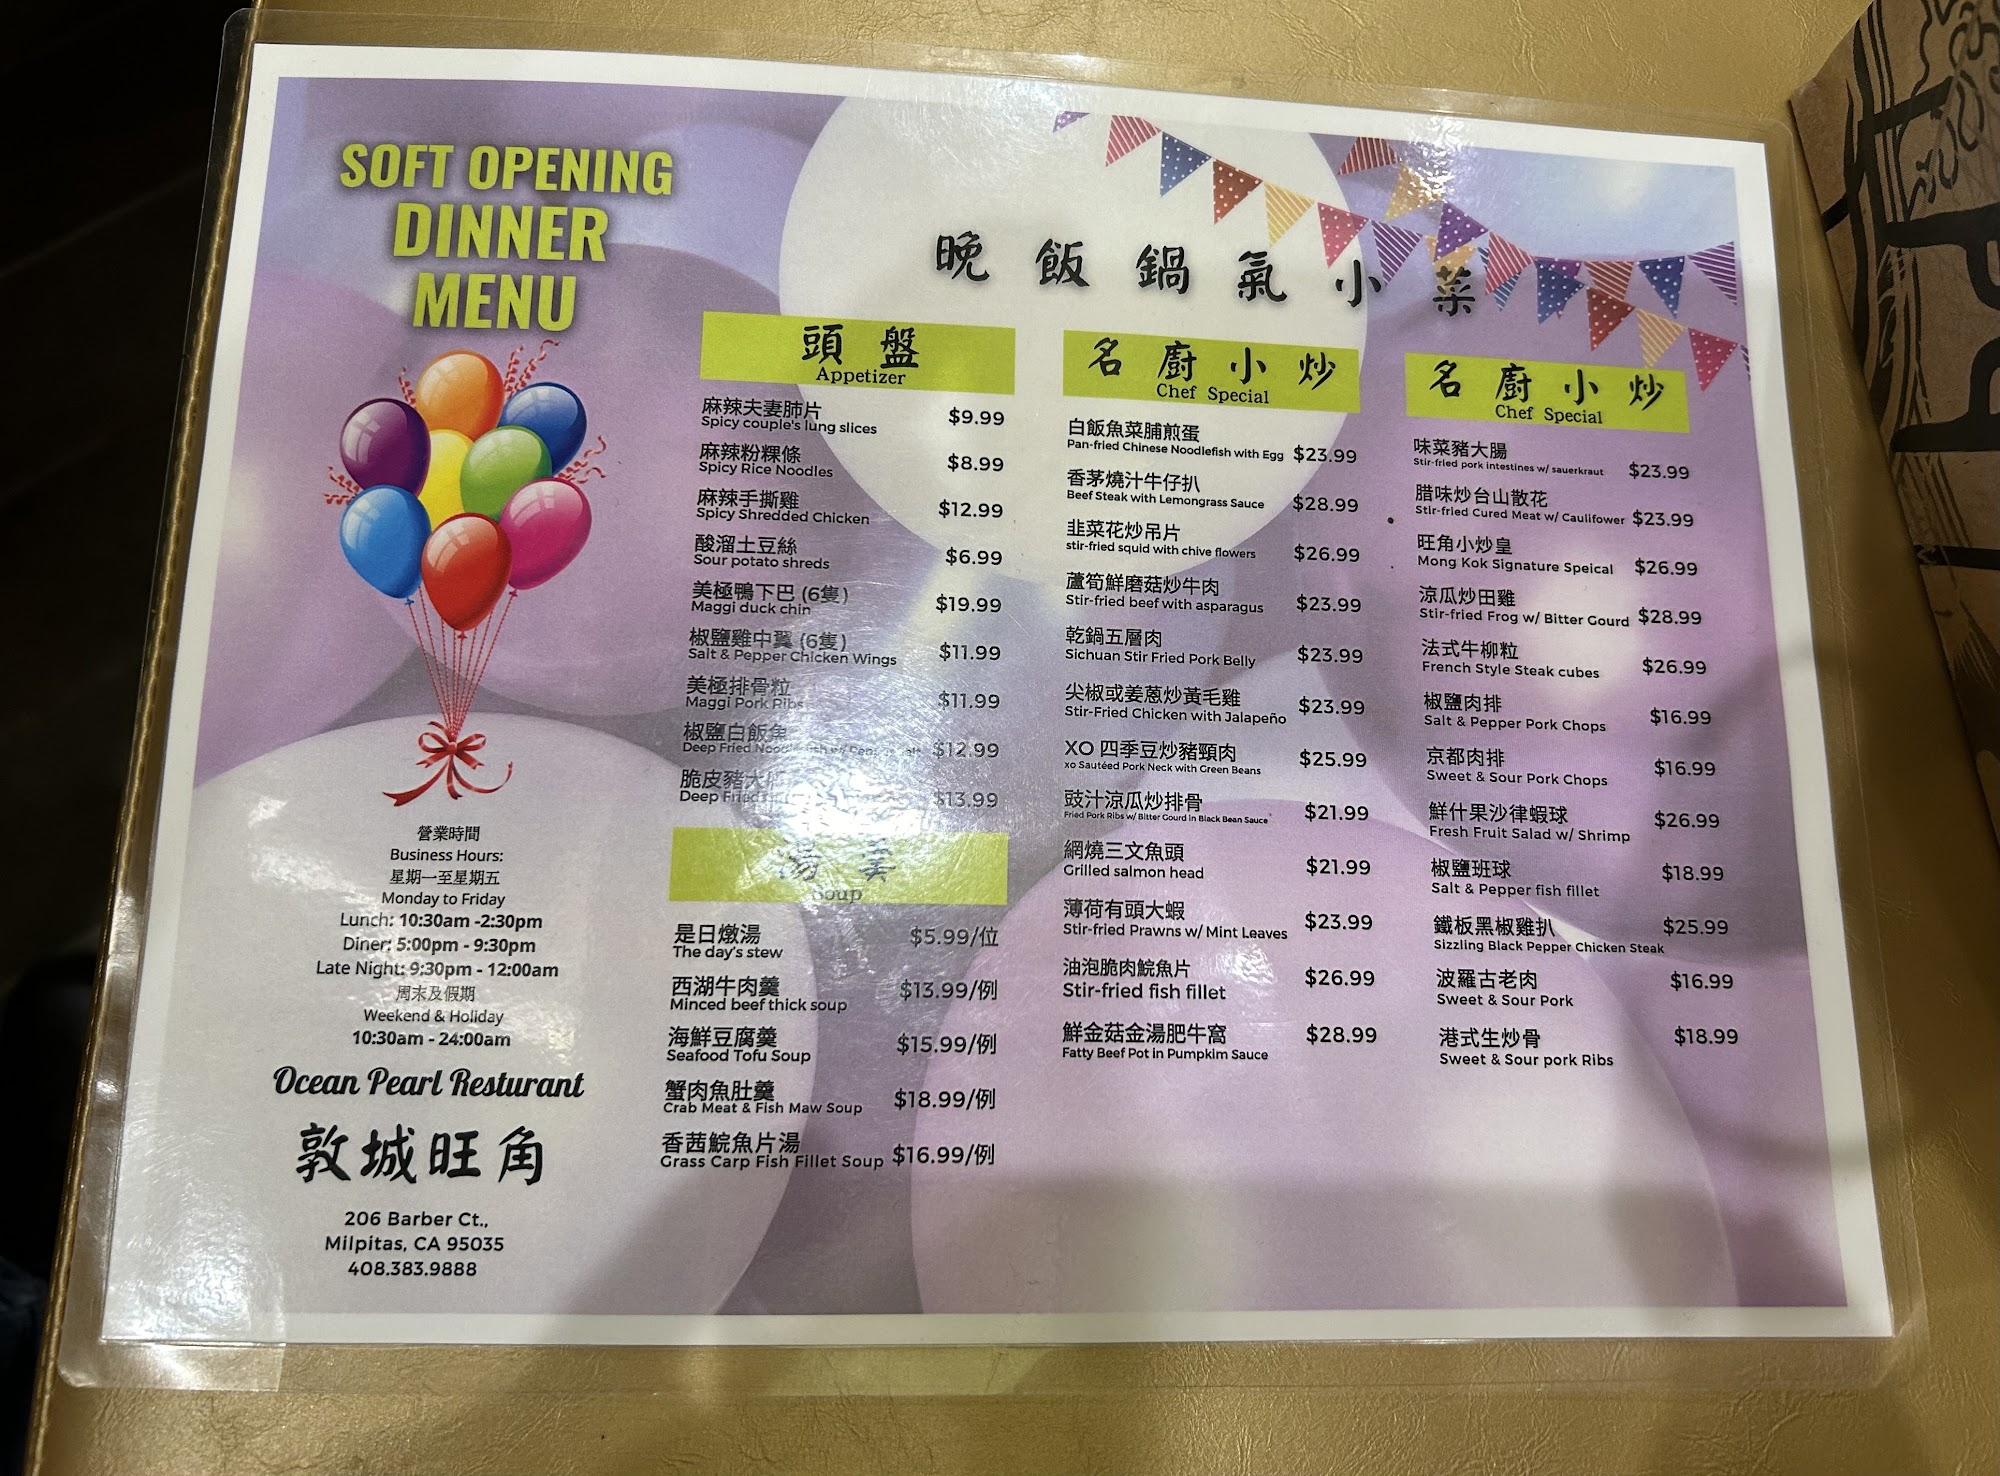 SOFT OPENING
DINNER
MENU
營業時間
Business Hours:
星期一至星期五
Monday to Friday
Lunch: 10:30am -2:30pm
Diner: 5:00pm - 9:30pm
Late Night: 9:30pm - 12:00am
周末及假期
Weekend & Holiday
10:30am - 24:00am
Ocean Pearl Resturant
敦城旺角
206 Barber Ct.,
Milpitas, CA 95035
408.383.9888
晚飯鍋氣小菜
頭盤
Appetizer
麻辣夫妻肺片
Spicy couple's lung slices $9.99
麻辣粉粿條
Spicy Rice Noodles $8.99
麻辣手撕雞
Spicy Shredded Chicken $12.99
酸溜土豆絲
Sour potato shreds $6.99
美極鴨下巴 (6隻)
Maggi duck chin $19.99
椒鹽雞中翼 (6隻)
Salt & Pepper Chicken Wings $11.99
美極排骨粒
Maggi Pork Ribs $11.99
椒鹽白飯魚
Deep Fried $12.99
脆皮豬大
Deep Fried $13.99
湯羹
Soup
是日燉湯
The day's stew $5.99/位
西湖牛肉羹
Minced beef thick soup $13.99/例
海鮮豆腐羹
Seafood Tofu Soup $15.99/例
蟹肉魚肚羹
Crab Meat & Fish Maw Soup $18.99/例
香茜鯇魚片湯
Grass Carp Fish Fillet Soup $16.99/例
名廚小炒
Chef Special
白飯魚菜脯煎蛋
Pan-fried Chinese Noodlefish with Egg $23.99
香茅燒汁牛仔扒
Beef Steak with Lemongrass Sauce $28.99
韭菜花炒吊片
stir-fried squid with chive flowers $26.99
蘆筍鮮磨菇炒牛肉
Stir-fried beef with asparagus $23.99
乾鍋五層肉
Sichuan Stir Fried Pork Belly $23.99
尖椒或姜蔥炒黃毛雞
Stir-Fried Chicken with Jalapeño $23.99
XO 四季豆炒豬頸肉
xo Sautéed Pork Neck with Green Beans $25.99
豉汁涼瓜炒排骨
Fried Pork Ribs w/ Bitter Gourd in Black Bean Sauce $21.99
網燒三文魚頭
Grilled salmon head $21.99
薄荷有頭大蝦
Stir-fried Prawns w/ Mint Leaves $23.99
油泡脆肉鯇魚片
Stir-fried fish fillet $26.99
鮮金菇金湯肥牛窩
Fatty Beef Pot in Pumpkim Sauce $28.99
名廚小炒
Chef Special
味菜豬大腸
Stir-fried pork intestines w/ sauerkraut $23.99
腊味炒台山散花
Stir-fried Cured Meat w/ Caulifower $23.99
旺角小炒皇
Mong Kok Signature Speical $26.99
涼瓜炒田雞
Stir-fried Frog w/ Bitter Gourd $28.99
法式牛柳粒
French Style Steak cubes $26.99
椒鹽肉排
Salt & Pepper Pork Chops $16.99
京都肉排
Sweet & Sour Pork Chops $16.99
鮮什果沙律蝦球
Fresh Fruit Salad w/ Shrimp $26.99
椒鹽班球
Salt & Pepper fish fillet $18.99
鐵板黑椒雞扒
Sizzling Black Pepper Chicken Steak $25.99
波羅古老肉
Sweet & Sour Pork $16.99
港式生炒骨
Sweet & Sour pork Ribs $18.99